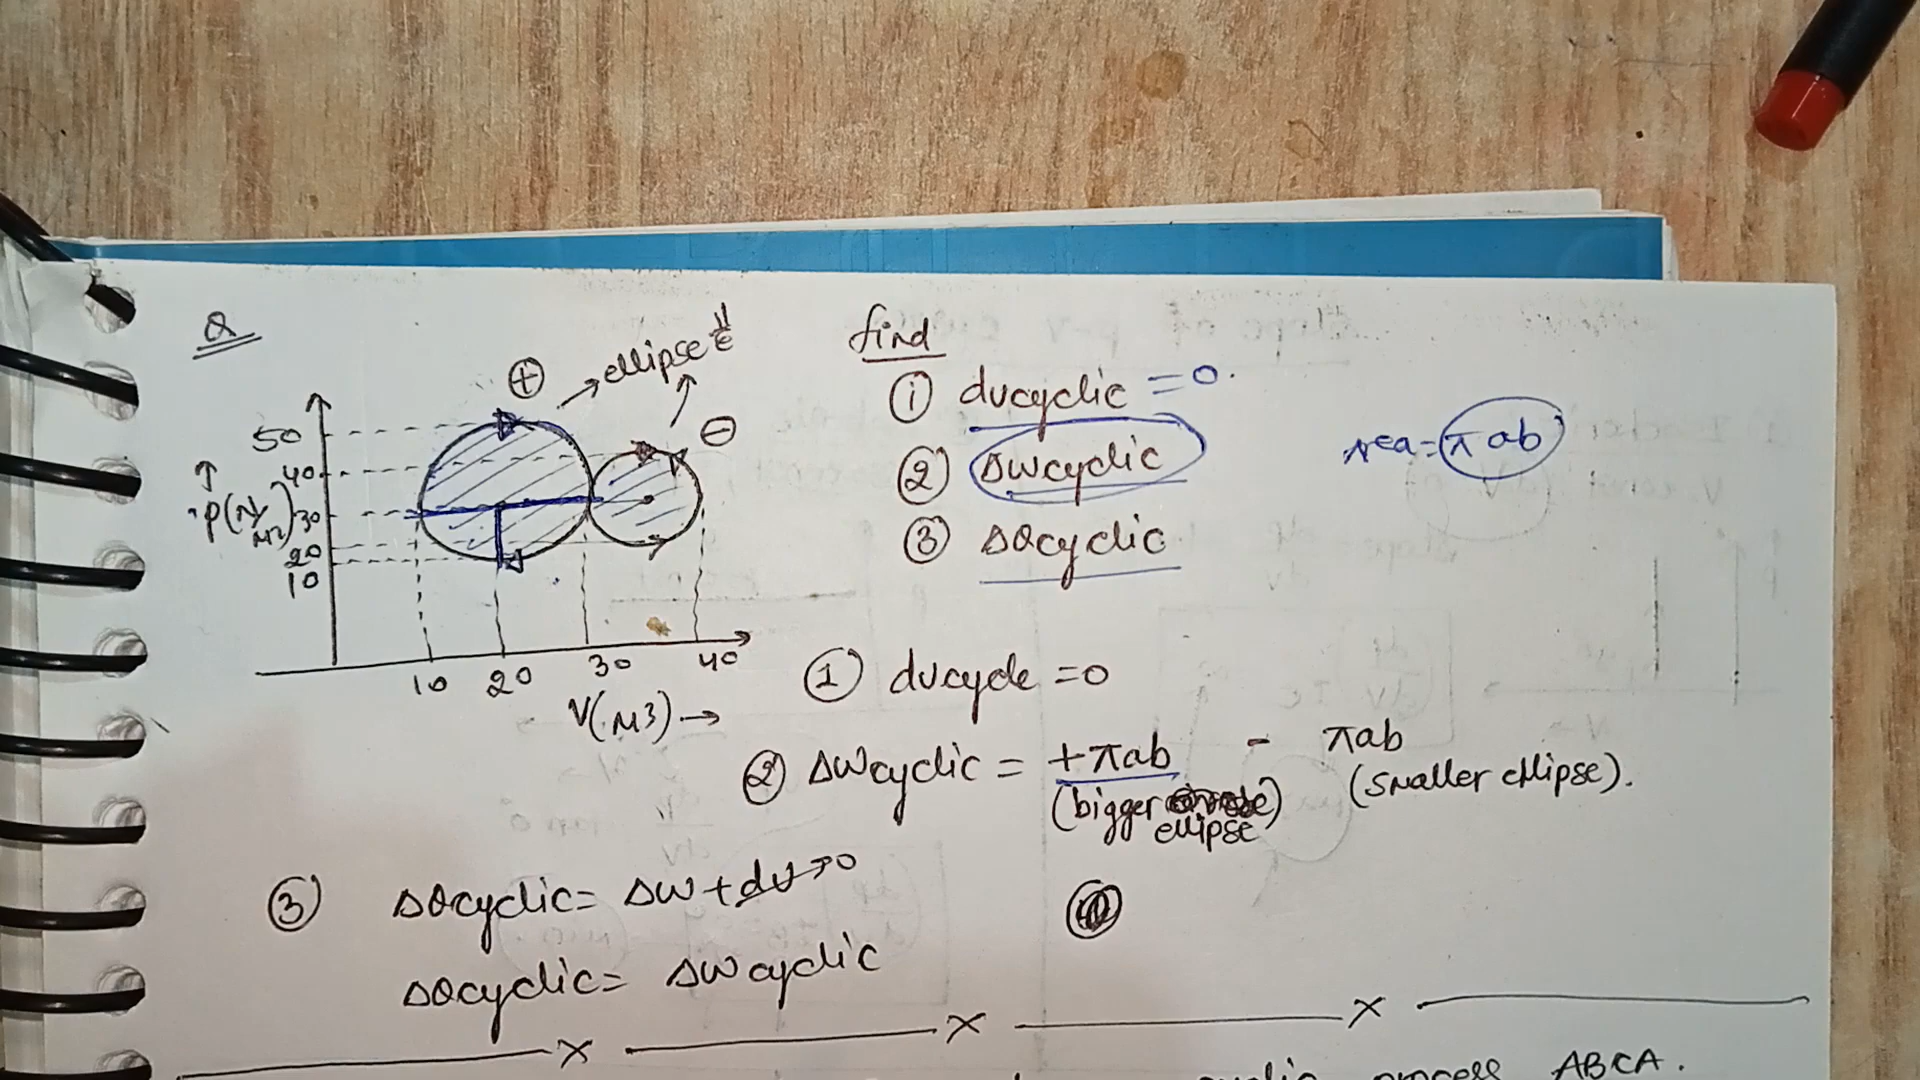 Q
find
⊕ → ellipse
⊖
① ducyclic = 0.
② Δwcyclic
③ ΔQcyclic
Area = πab
50
40
30
20
10
P(N/M2)
10 20 30 40
V(M3) →
① ducycle = 0
② Δwcyclic = +πab - πab
(bigger ellipse) (smaller ellipse).
③ ΔQcyclic = Δw + du→0
ΔQcyclic = Δwcyclic
x x x
cyclic process ABCA.